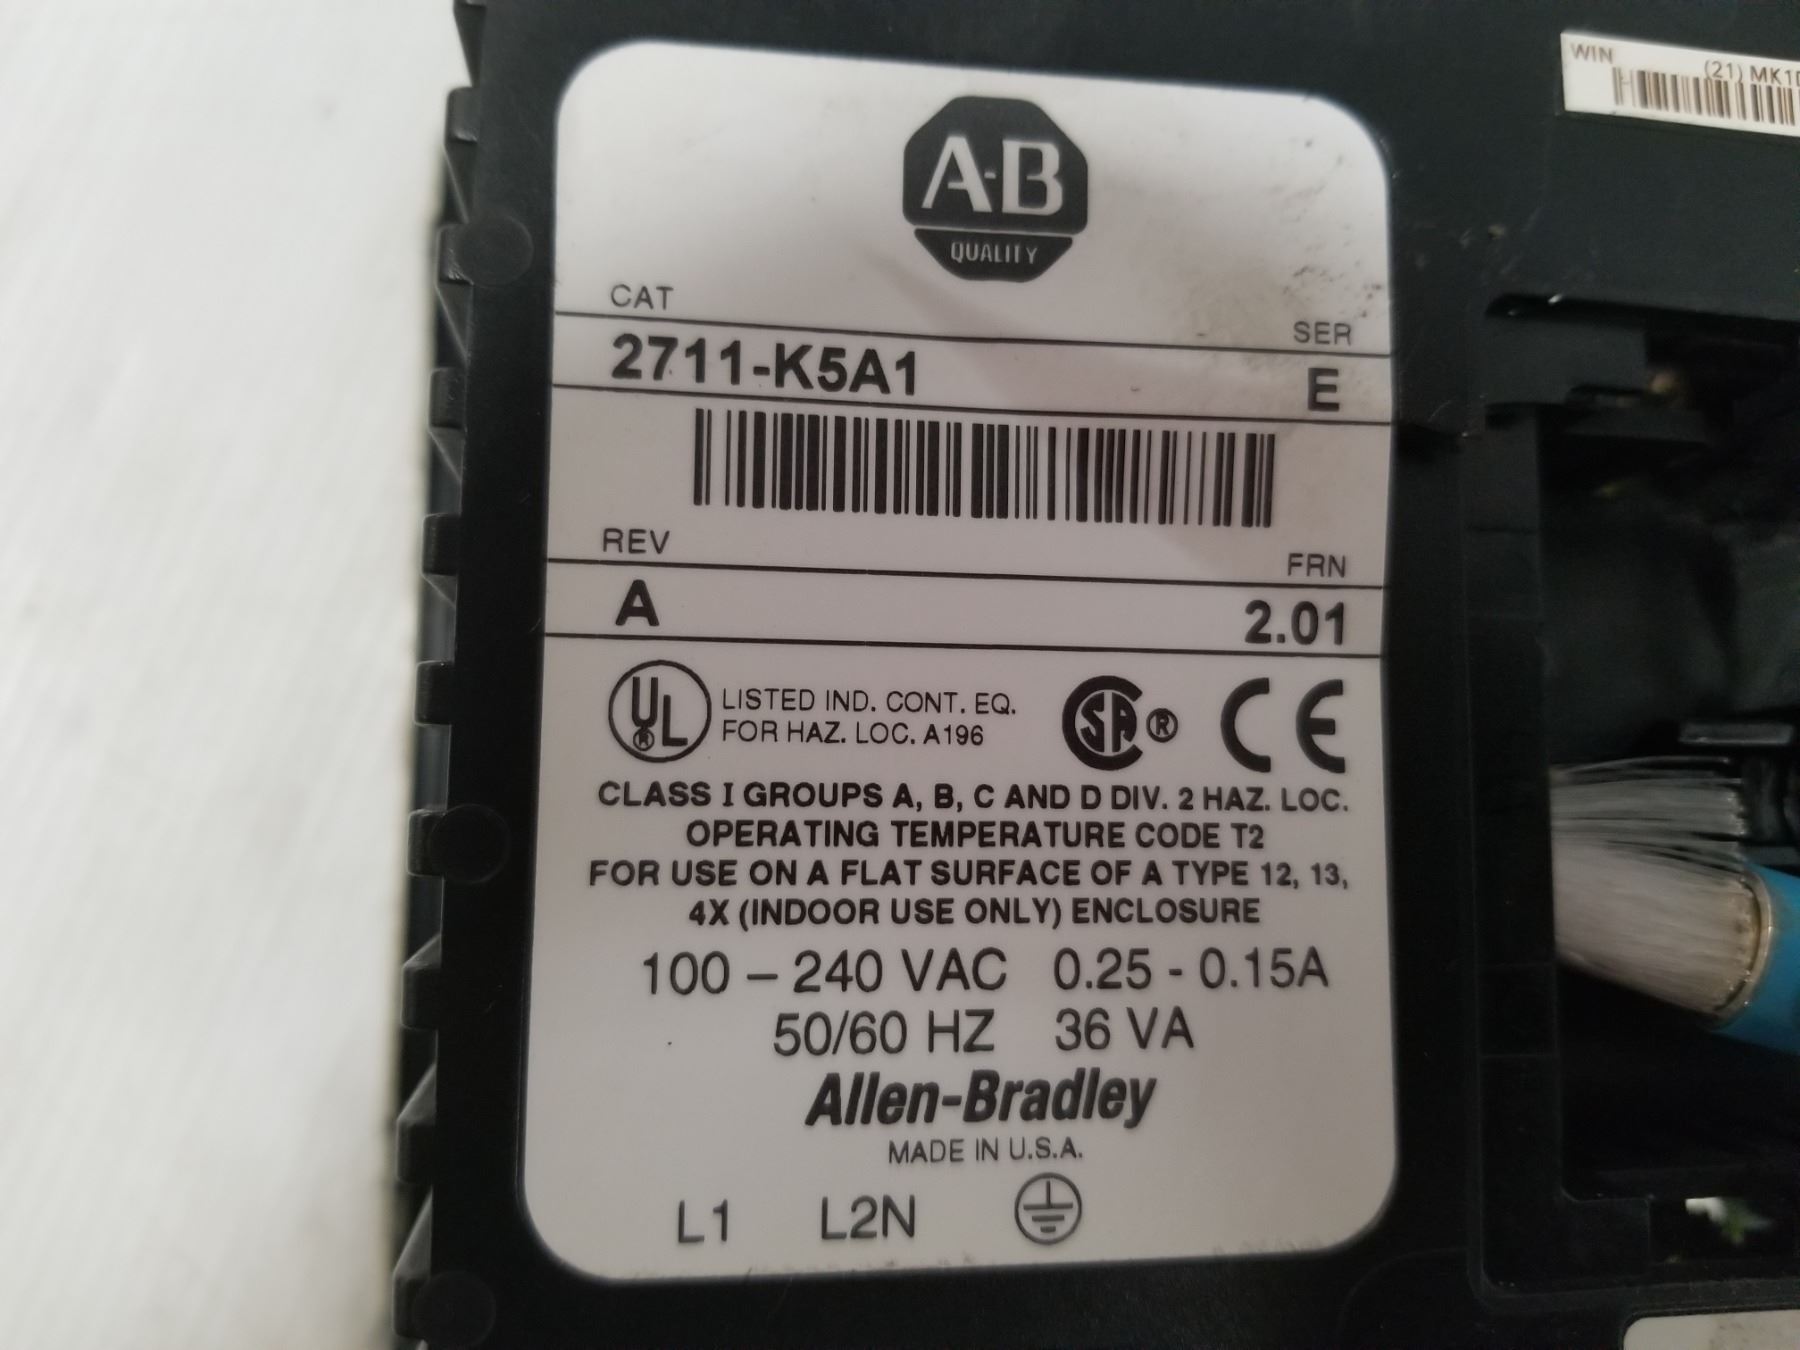 WIN
(21) MK1
A-B
QUALITY
CAT
SER
2711-K5A1
E
REV
FRN
A
2.01
UL ® LISTED IND. CONT. EQ.
FOR HAZ. LOC. A196
SA ® CE
CLASS I GROUPS A, B, C AND D DIV. 2 HAZ. LOC.
OPERATING TEMPERATURE CODE T2
FOR USE ON A FLAT SURFACE OF A TYPE 12, 13,
4X (INDOOR USE ONLY) ENCLOSURE
100 – 240 VAC 0.25 - 0.15A
50/60 HZ 36 VA
Allen-Bradley
MADE IN U.S.A.
L1 L2N